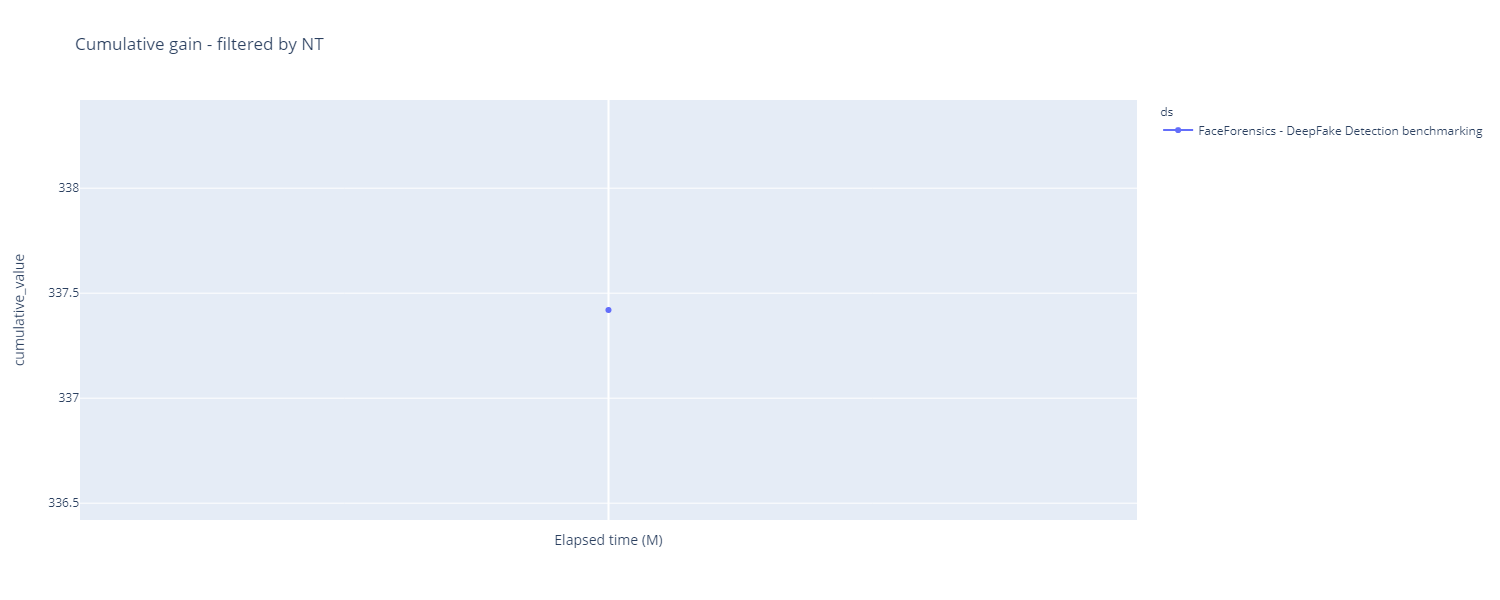 Cumulative gain - filtered by NT
ds
FaceForensics - DeepFake Detection benchmarking
338
337.5
337
336.5
cumulative_value
Elapsed time (M)